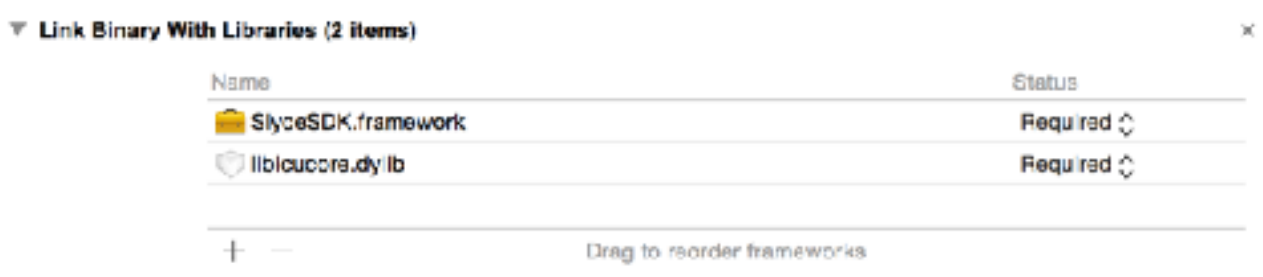 Link Binary With Libraries (2 items)
Name Status
SlyceSDK.framework Required
libicucore.dylib Required
Drag to reorder frameworks